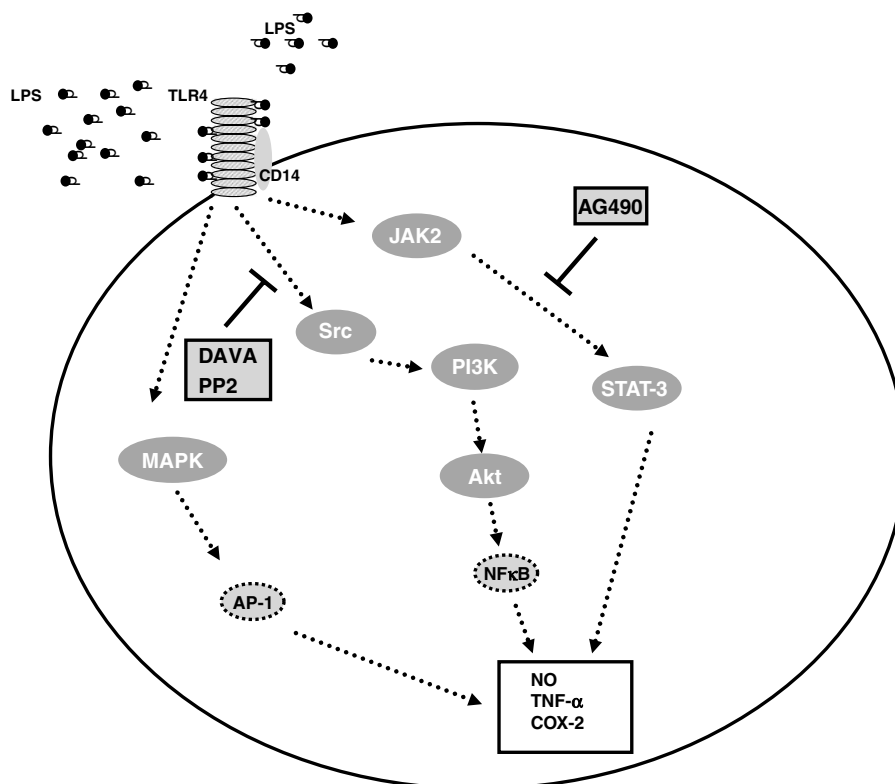 LPS
LPS
TLR4
CD14
AG490
JAK2
Src
DAVA
PP2
PI3K
STAT-3
MAPK
Akt
NFκB
AP-1
NO
TNF-α
COX-2